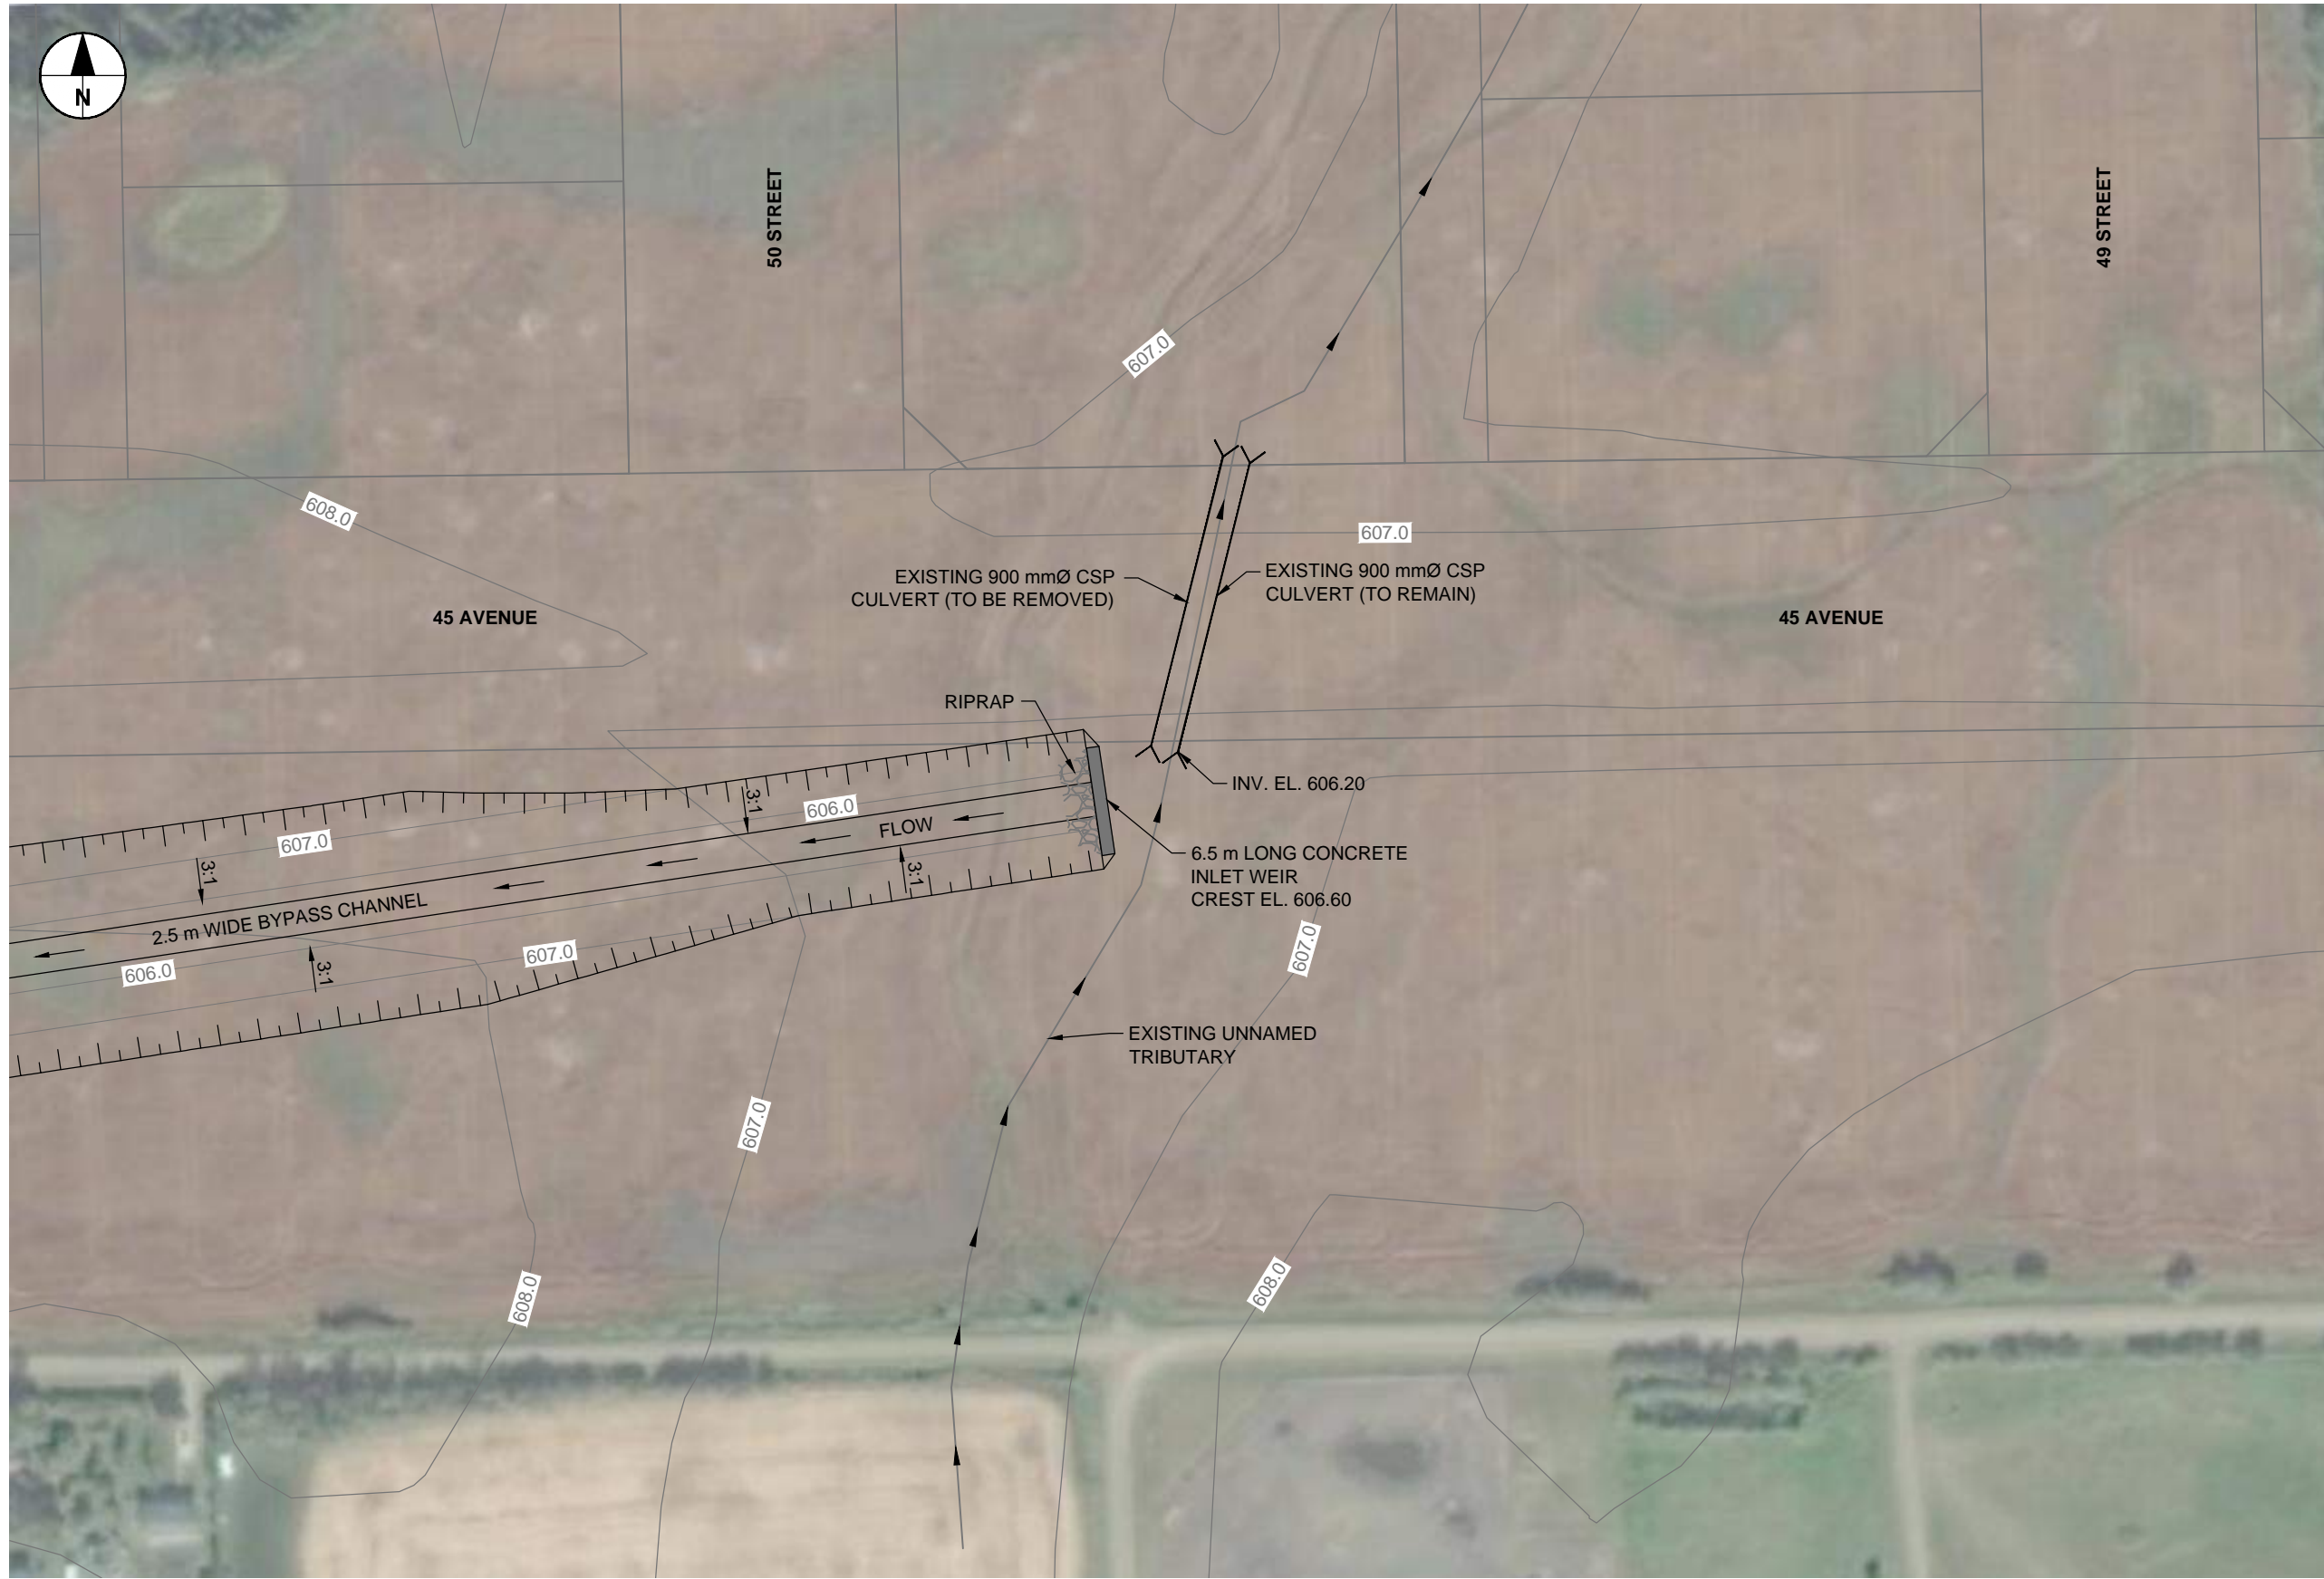 N
50 STREET
49 STREET
607.0
608.0
607.0
EXISTING 900 mmØ CSP
CULVERT (TO BE REMOVED)
EXISTING 900 mmØ CSP
CULVERT (TO REMAIN)
45 AVENUE
45 AVENUE
RIPRAP
INV. EL. 606.20
3:1
606.0
FLOW
607.0
6.5 m LONG CONCRETE
INLET WEIR
CREST EL. 606.60
3:1
3:1
2.5 m WIDE BYPASS CHANNEL
607.0
607.0
606.0
3:1
EXISTING UNNAMED
TRIBUTARY
607.0
608.0
608.0